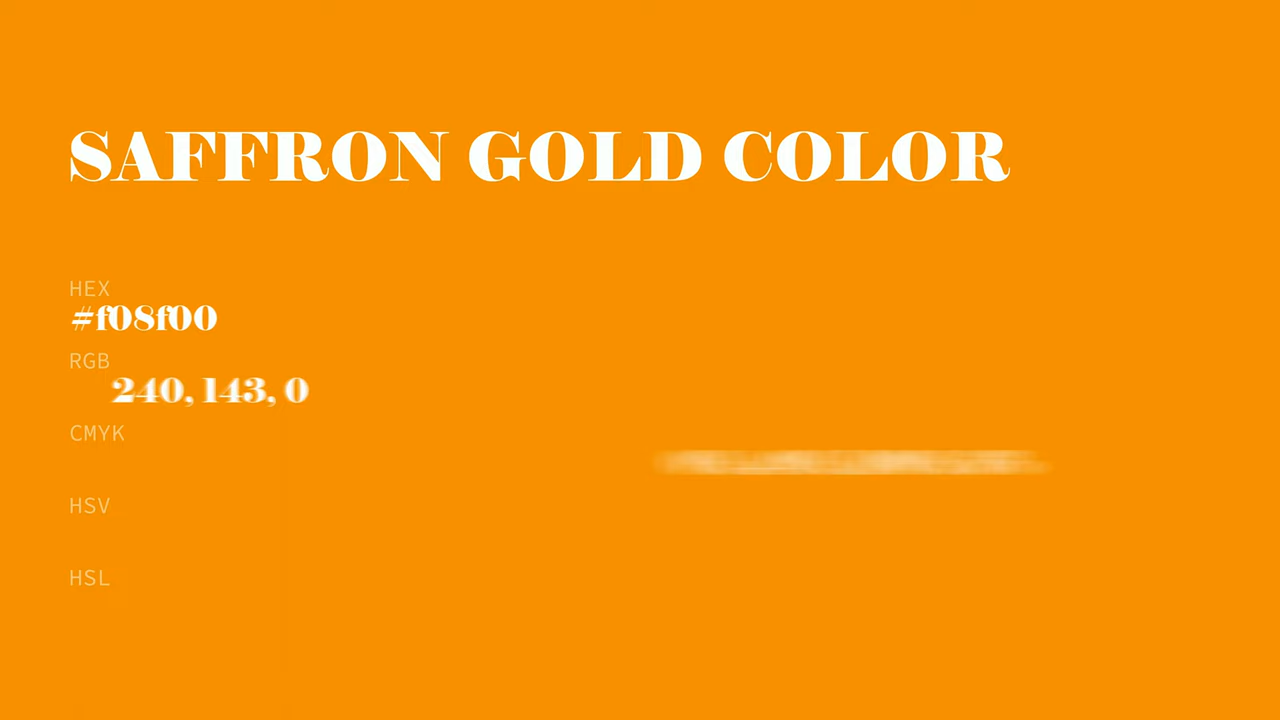 SAFFRON GOLD COLOR
HEX
#f08f00
RGB
240, 143, 0
CMYK
HSV
HSL